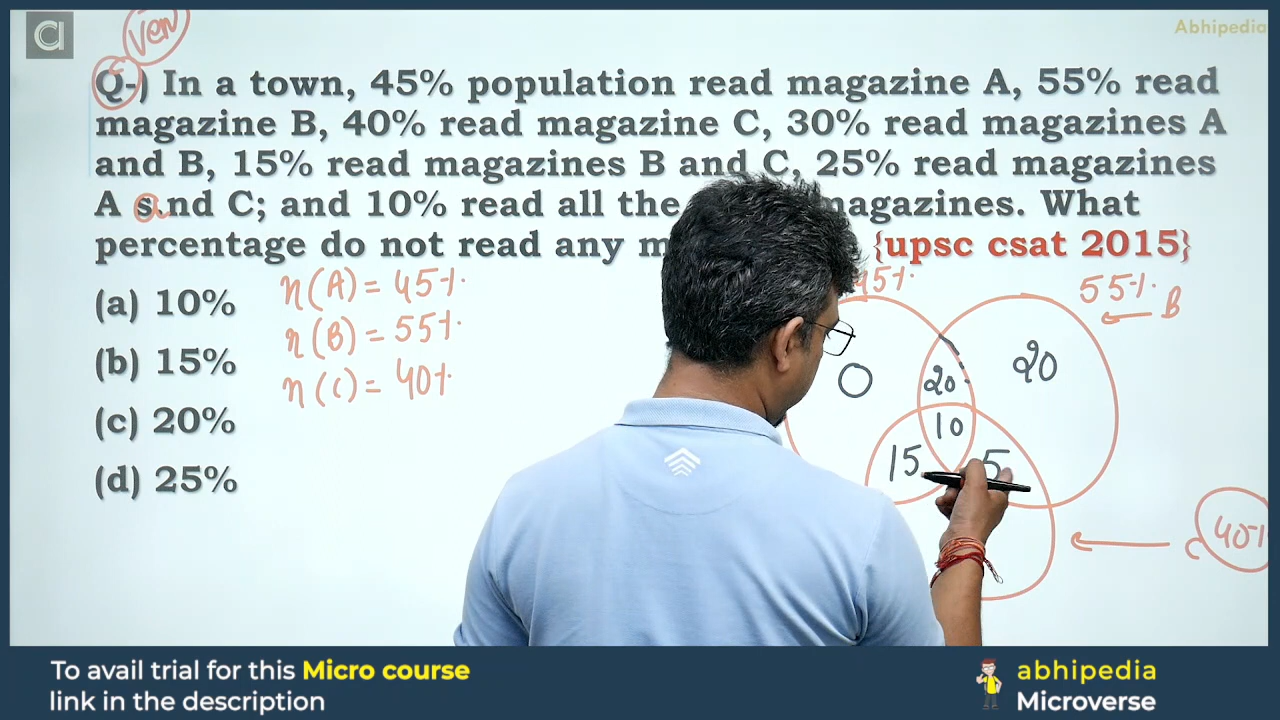 Abhipedia
Ven
Q-) In a town, 45% population read magazine A, 55% read
magazine B, 40% read magazine C, 30% read magazines A
and B, 15% read magazines B and C, 25% read magazines
A and C; and 10% read all the magazines. What
percentage do not read any {upsc csat 2015}
(a) 10%
(b) 15%
(c) 20%
(d) 25%
n(A) = 45%
n(B) = 55%
n(C) = 40%
45%
55%
B
0
20
20
10
15
5
40%
C
To avail trial for this Micro course
link in the description
abhipedia
Microverse